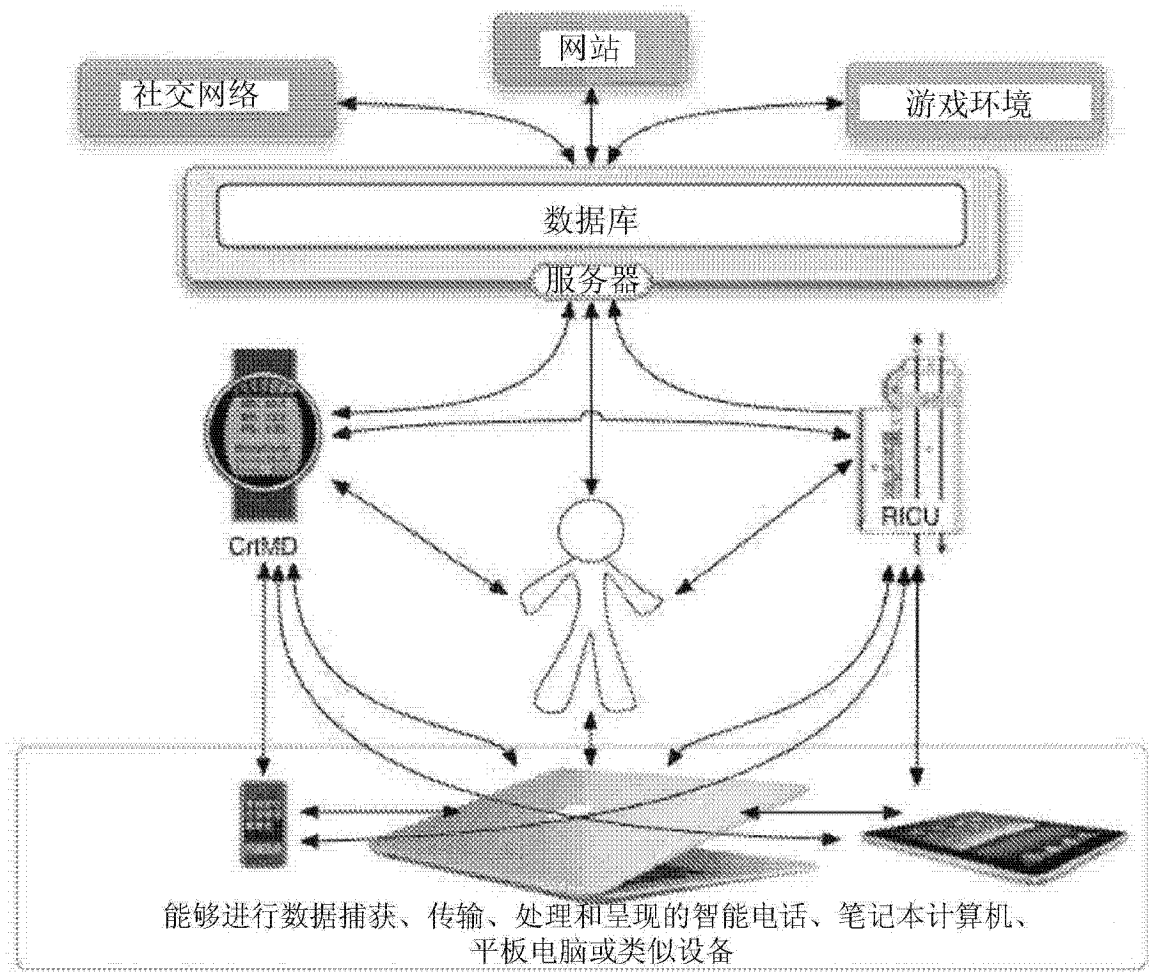 网站
社交网络
游戏环境
数据库
服务器
RICU
CrtMD
能够进行数据捕获、传输、处理和呈现的智能电话、笔记本计算机、
平板电脑或类似设备